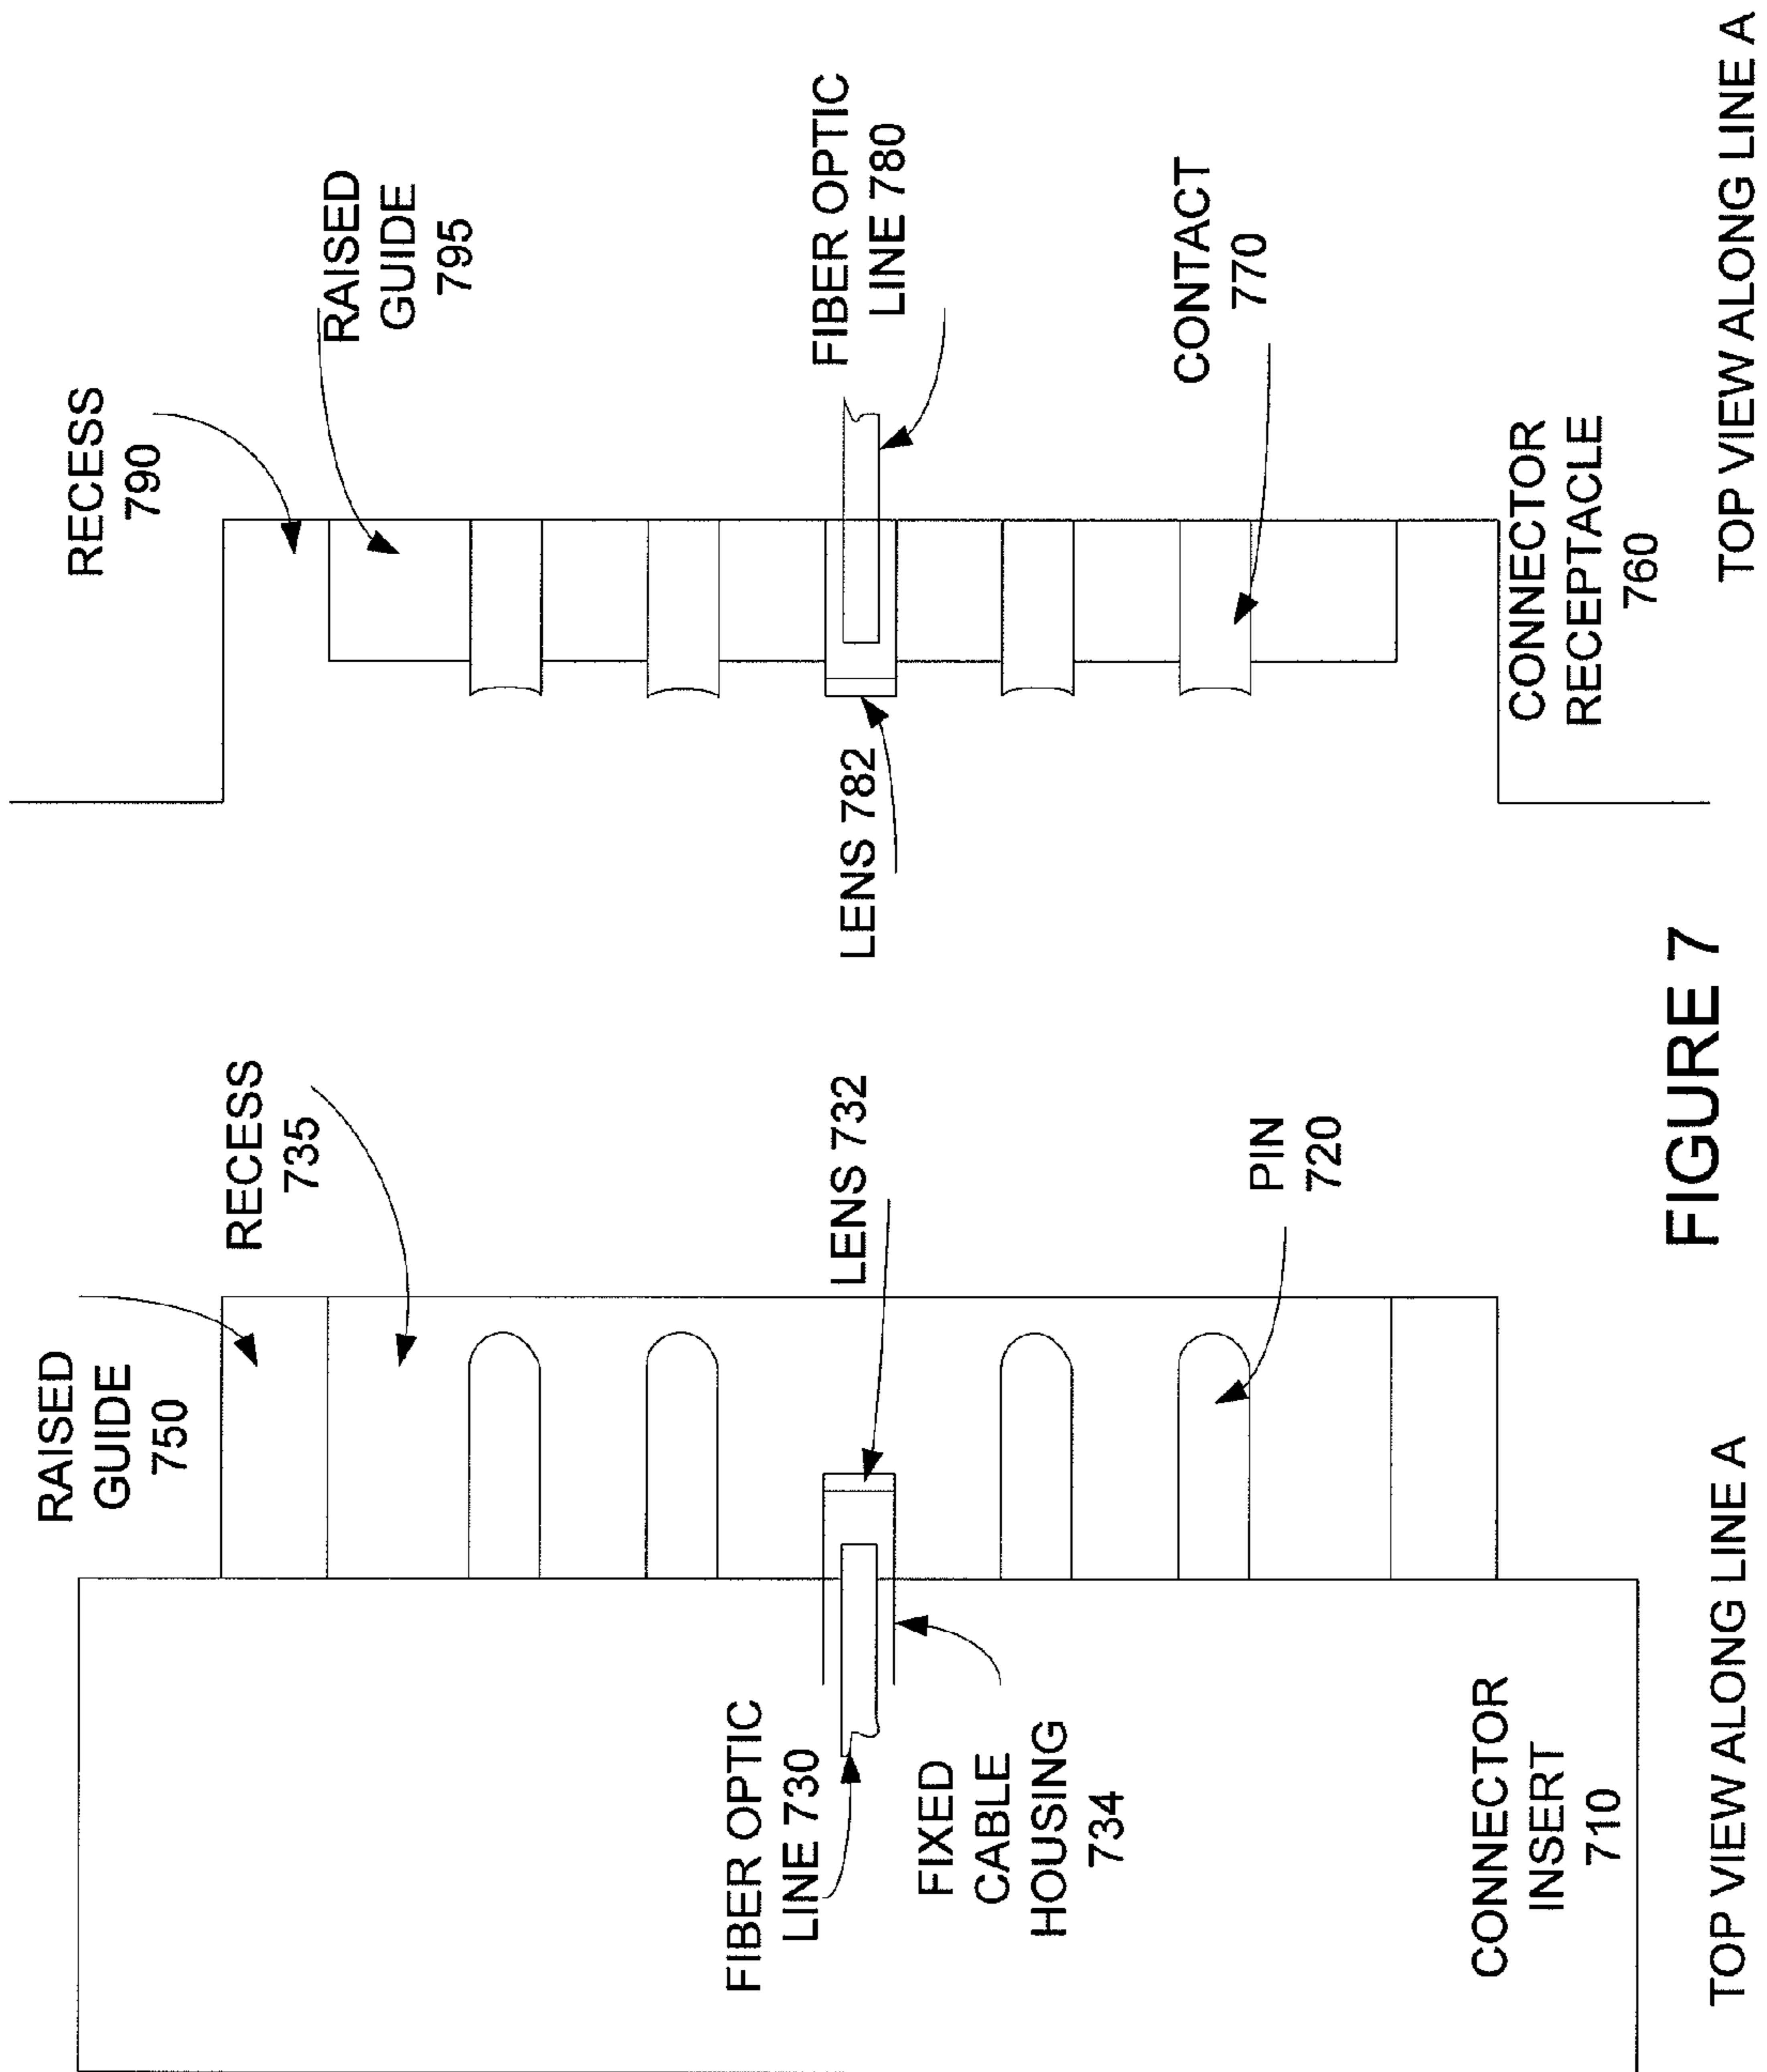 RAISED
GUIDE
750
RECESS
735
FIBER OPTIC
LINE 730
LENS 732
FIXED
CABLE
HOUSING
734
PIN
720
CONNECTOR
INSERT
710
TOP VIEW ALONG LINE A
RECESS
790
RAISED
GUIDE
795
FIBER OPTIC
LINE 780
LENS 782
CONTACT
770
CONNECTOR
RECEPTACLE
760
TOP VIEW ALONG LINE A
FIGURE 7